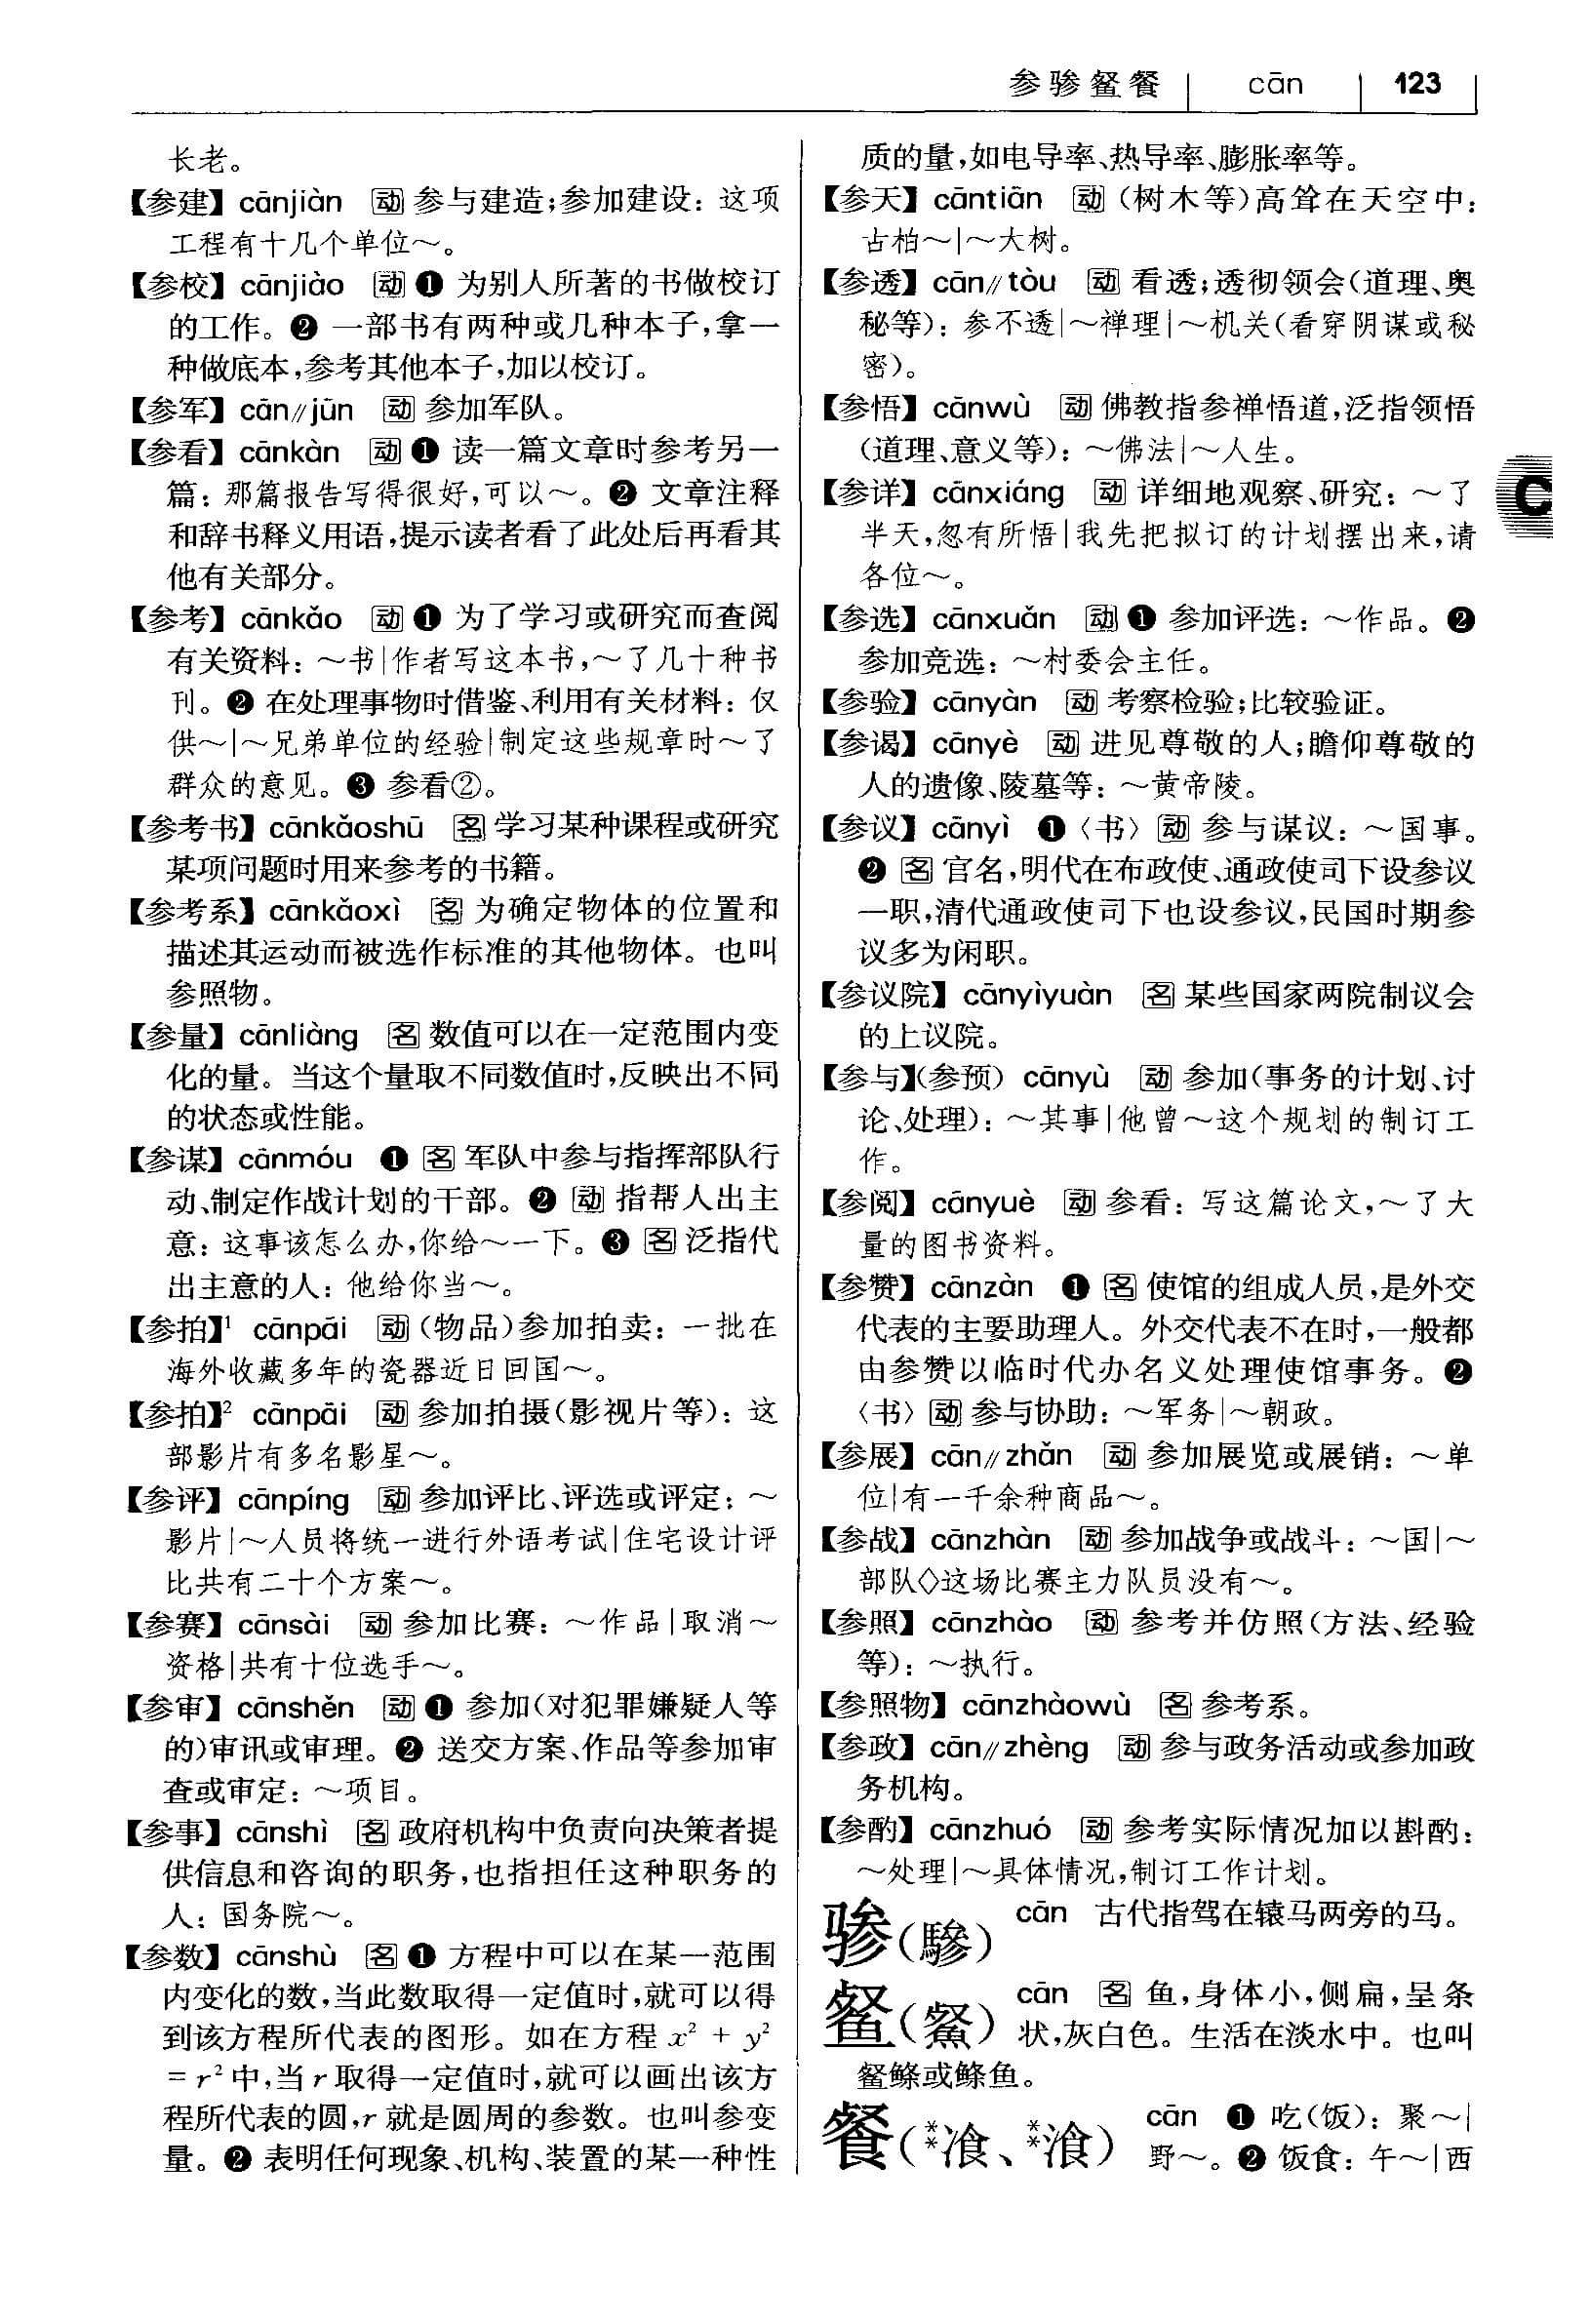 参骖䱗餐 cān 123
长老。
【参建】cānjiàn 动 参与建造;参加建设：这项
工程有十几个单位～。
【参校】cānjiào 动 ❶ 为别人所著的书做校订
的工作。❷ 一部书有两种或几种本子,拿一
种做底本,参考其他本子,加以校订。
【参军】cān∥jūn 动 参加军队。
【参看】cānkàn 动 ❶ 读一篇文章时参考另一
篇：那篇报告写得很好,可以～。❷ 文章注释
和辞书释义用语,提示读者看了此处后再看其
他有关部分。
【参考】cānkǎo 动 ❶ 为了学习或研究而查阅
有关资料：～书|作者写这本书,～了几十种书
刊。❷ 在处理事物时借鉴、利用有关材料：仅
供～|～兄弟单位的经验|制定这些规章时～了
群众的意见。❸ 参看②。
【参考书】cānkǎoshū 名 学习某种课程或研究
某项问题时用来参考的书籍。
【参考系】cānkǎoxì 名 为确定物体的位置和
描述其运动而被选作标准的其他物体。也叫
参照物。
【参量】cānliàng 名 数值可以在一定范围内变
化的量。当这个量取不同数值时,反映出不同
的状态或性能。
【参谋】cānmóu ❶ 名 军队中参与指挥部队行
动、制定作战计划的干部。❷ 动 指帮人出主
意：这事该怎么办,你给～一下。❸ 名 泛指代
出主意的人：他给你当～。
【参拍】¹ cānpāi 动 (物品)参加拍卖：一批在
海外收藏多年的瓷器近日回国～。
【参拍】² cānpāi 动 参加拍摄(影视片等)：这
部影片有多名影星～。
【参评】cānpíng 动 参加评比、评选或评定：～
影片|～人员将统一进行外语考试|住宅设计评
比共有二十个方案～。
【参赛】cānsài 动 参加比赛：～作品|取消～
资格|共有十位选手～。
【参审】cānshěn 动 ❶ 参加(对犯罪嫌疑人等
的)审讯或审理。❷ 送交方案、作品等参加审
查或审定：～项目。
【参事】cānshì 名 政府机构中负责向决策者提
供信息和咨询的职务,也指担任这种职务的
人：国务院～。
【参数】cānshù 名 ❶ 方程中可以在某一范围
内变化的数,当此数取得一定值时,就可以得
到该方程所代表的图形。如在方程 x² + y²
= r² 中,当 r 取得一定值时,就可以画出该方
程所代表的圆,r 就是圆周的参数。也叫参变
量。❷ 表明任何现象、机构、装置的某一种性
质的量,如电导率、热导率、膨胀率等。
【参天】cāntiān 动 (树木等)高耸在天空中：
古柏～|～大树。
【参透】cān∥tòu 动 看透;透彻领会(道理、奥
秘等)：参不透|～禅理|～机关(看穿阴谋或秘
密)。
【参悟】cānwù 动 佛教指参禅悟道,泛指领悟
(道理、意义等)：～佛法|～人生。
【参详】cānxiáng 动 详细地观察、研究：～了
半天,忽有所悟|我先把拟订的计划摆出来,请
各位～。
【参选】cānxuǎn 动 ❶ 参加评选：～作品。❷
参加竞选：～村委会主任。
【参验】cānyàn 动 考察检验;比较验证。
【参谒】cānyè 动 进见尊敬的人;瞻仰尊敬的
人的遗像、陵墓等：～黄帝陵。
【参议】cānyì ❶〈书〉动 参与谋议：～国事。
❷ 名 官名,明代在布政使、通政使司下设参议
一职,清代通政使司下也设参议,民国时期参
议多为闲职。
【参议院】cānyìyuàn 名 某些国家两院制议会
的上议院。
【参与】(参预) cānyù 动 参加(事务的计划、讨
论、处理)：～其事|他曾～这个规划的制订工
作。
【参阅】cānyuè 动 参看：写这篇论文,～了大
量的图书资料。
【参赞】cānzàn ❶ 名 使馆的组成人员,是外交
代表的主要助理人。外交代表不在时,一般都
由参赞以临时代办名义处理使馆事务。❷
〈书〉动 参与协助：～军务|～朝政。
【参展】cān∥zhǎn 动 参加展览或展销：～单
位|有一千余种商品～。
【参战】cānzhàn 动 参加战争或战斗：～国|～
部队◇这场比赛主力队员没有～。
【参照】cānzhào 动 参考并仿照(方法、经验
等)：～执行。
【参照物】cānzhàowù 名 参考系。
【参政】cān∥zhèng 动 参与政务活动或参加政
务机构。
【参酌】cānzhuó 动 参考实际情况加以斟酌：
～处理|～具体情况,制订工作计划。
骖(驂) cān 古代指驾在辕马两旁的马。
䱗(鰵) cān 名 鱼,身体小,侧扁,呈条
状,灰白色。生活在淡水中。也叫
䱗鲦或鲦鱼。
餐(**飡、**湌) cān ❶ 吃(饭)：聚～|
野～。❷ 饭食：午～|西
C